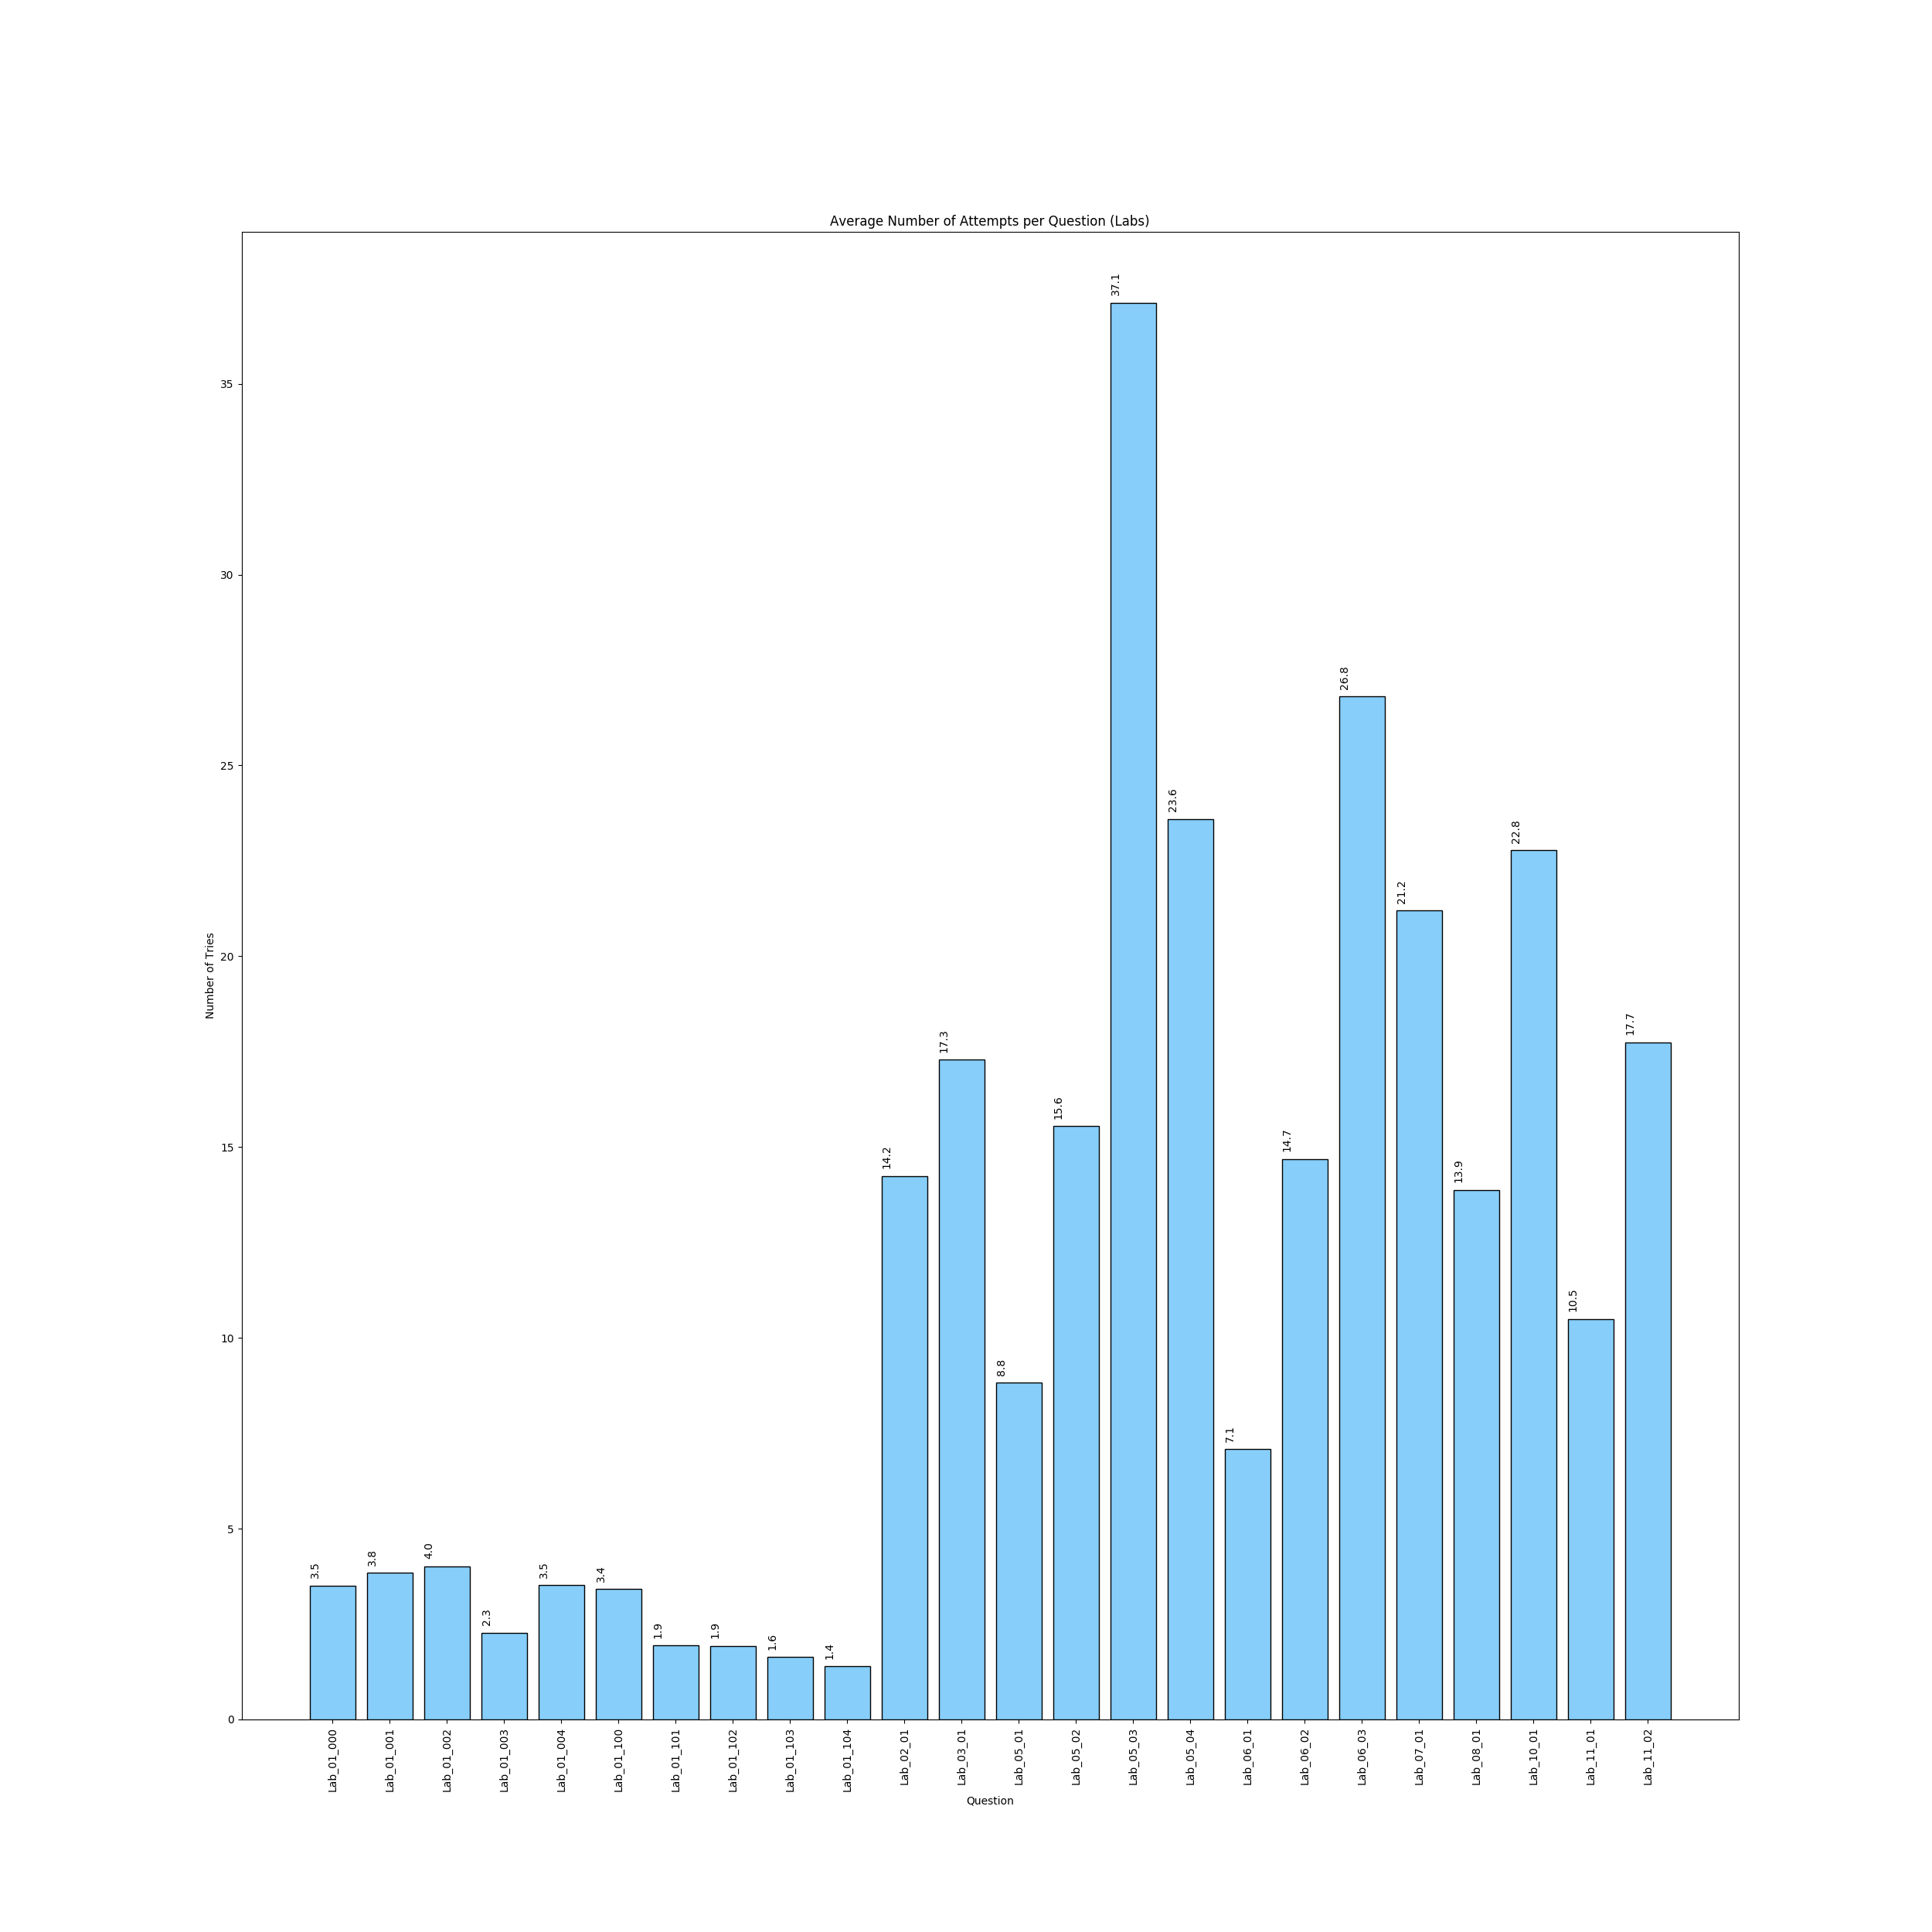 Average Number of Attempts per Question (Labs)
Number of Tries
35
30
25
20
15
10
5
0
3.5
3.8
4.0
2.3
3.5
3.4
1.9
1.9
1.6
1.4
14.2
17.3
8.8
15.6
37.1
23.6
7.1
14.7
26.8
21.2
13.9
22.8
10.5
17.7
Lab_01_000
Lab_01_001
Lab_01_002
Lab_01_003
Lab_01_004
Lab_01_100
Lab_01_101
Lab_01_102
Lab_01_103
Lab_01_104
Lab_02_01
Lab_03_01
Lab_05_01
Lab_05_02
Lab_05_03
Lab_05_04
Lab_06_01
Lab_06_02
Lab_06_03
Lab_07_01
Lab_08_01
Lab_10_01
Lab_11_01
Lab_11_02
Question